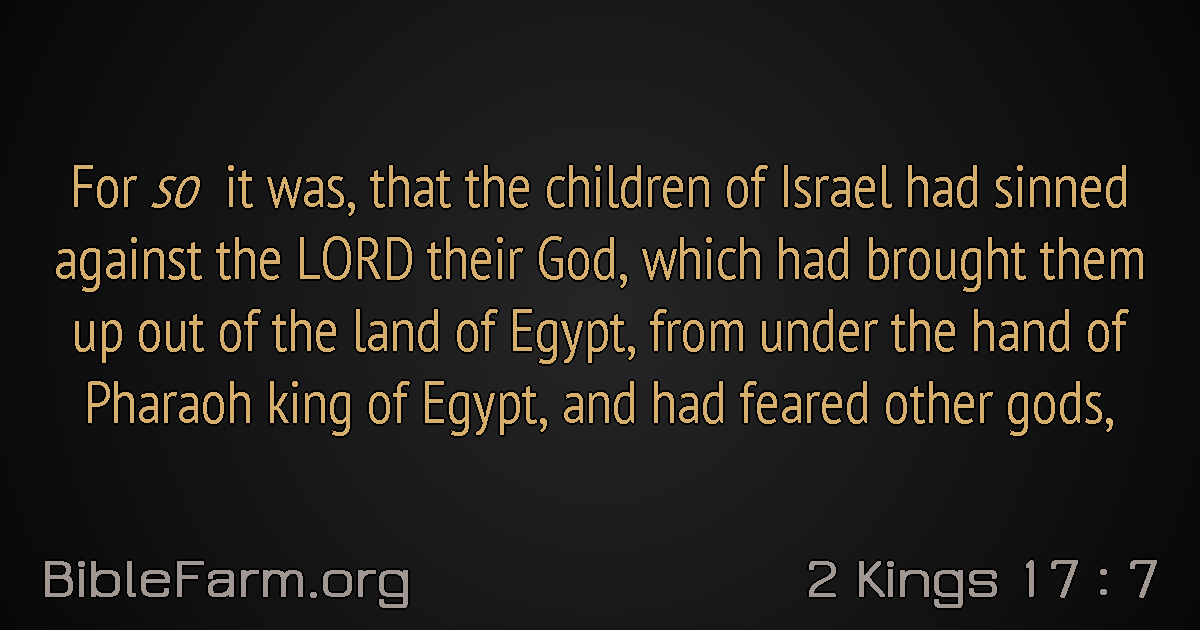 For so it was, that the children of Israel had sinned
against the LORD their God, which had brought them
up out of the land of Egypt, from under the hand of
Pharaoh king of Egypt, and had feared other gods,
BibleFarm.org
2 Kings 17 : 7